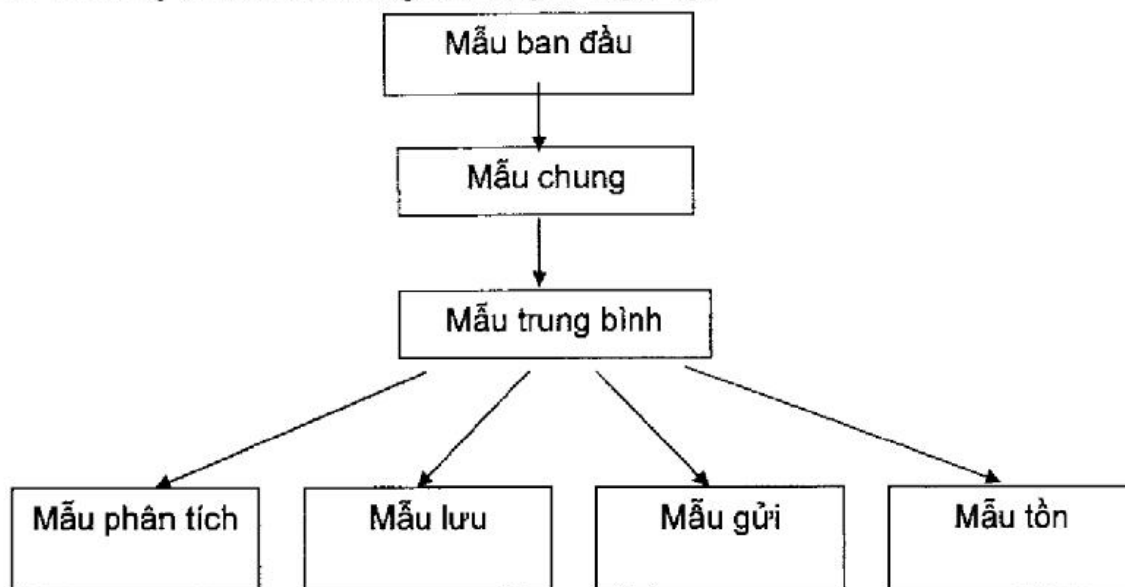 Mẫu ban đầu
Mẫu chung
Mẫu trung bình
Mẫu phân tích
Mẫu lưu
Mẫu gửi
Mẫu tồn